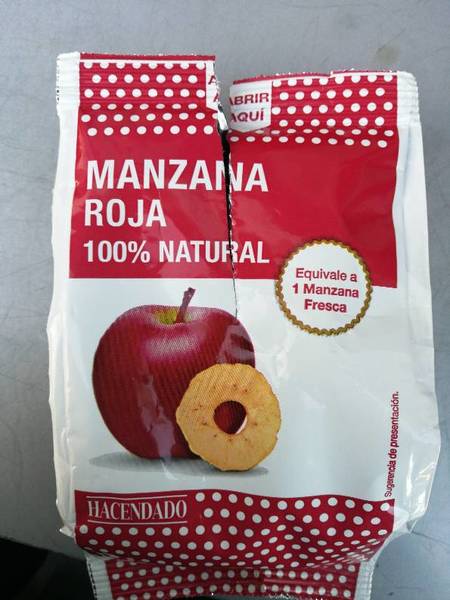 ABRIR
AQUÍ
MANZANA
ROJA
100% NATURAL
Equivale a
1 Manzana
Fresca
Sugerencia de presentación.
HACENDADO